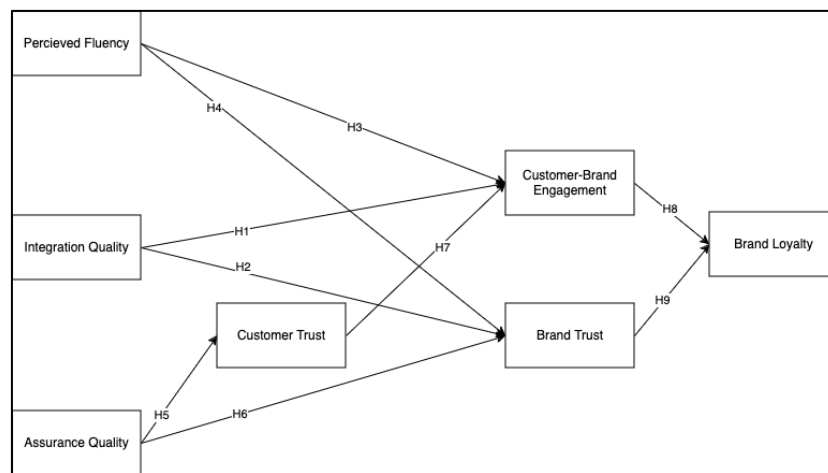 Percieved Fluency
H4
H3
Customer-Brand
Engagement
H8
Integration Quality
H1
H7
Brand Loyalty
H2
H9
Customer Trust
Brand Trust
H5
H6
Assurance Quality